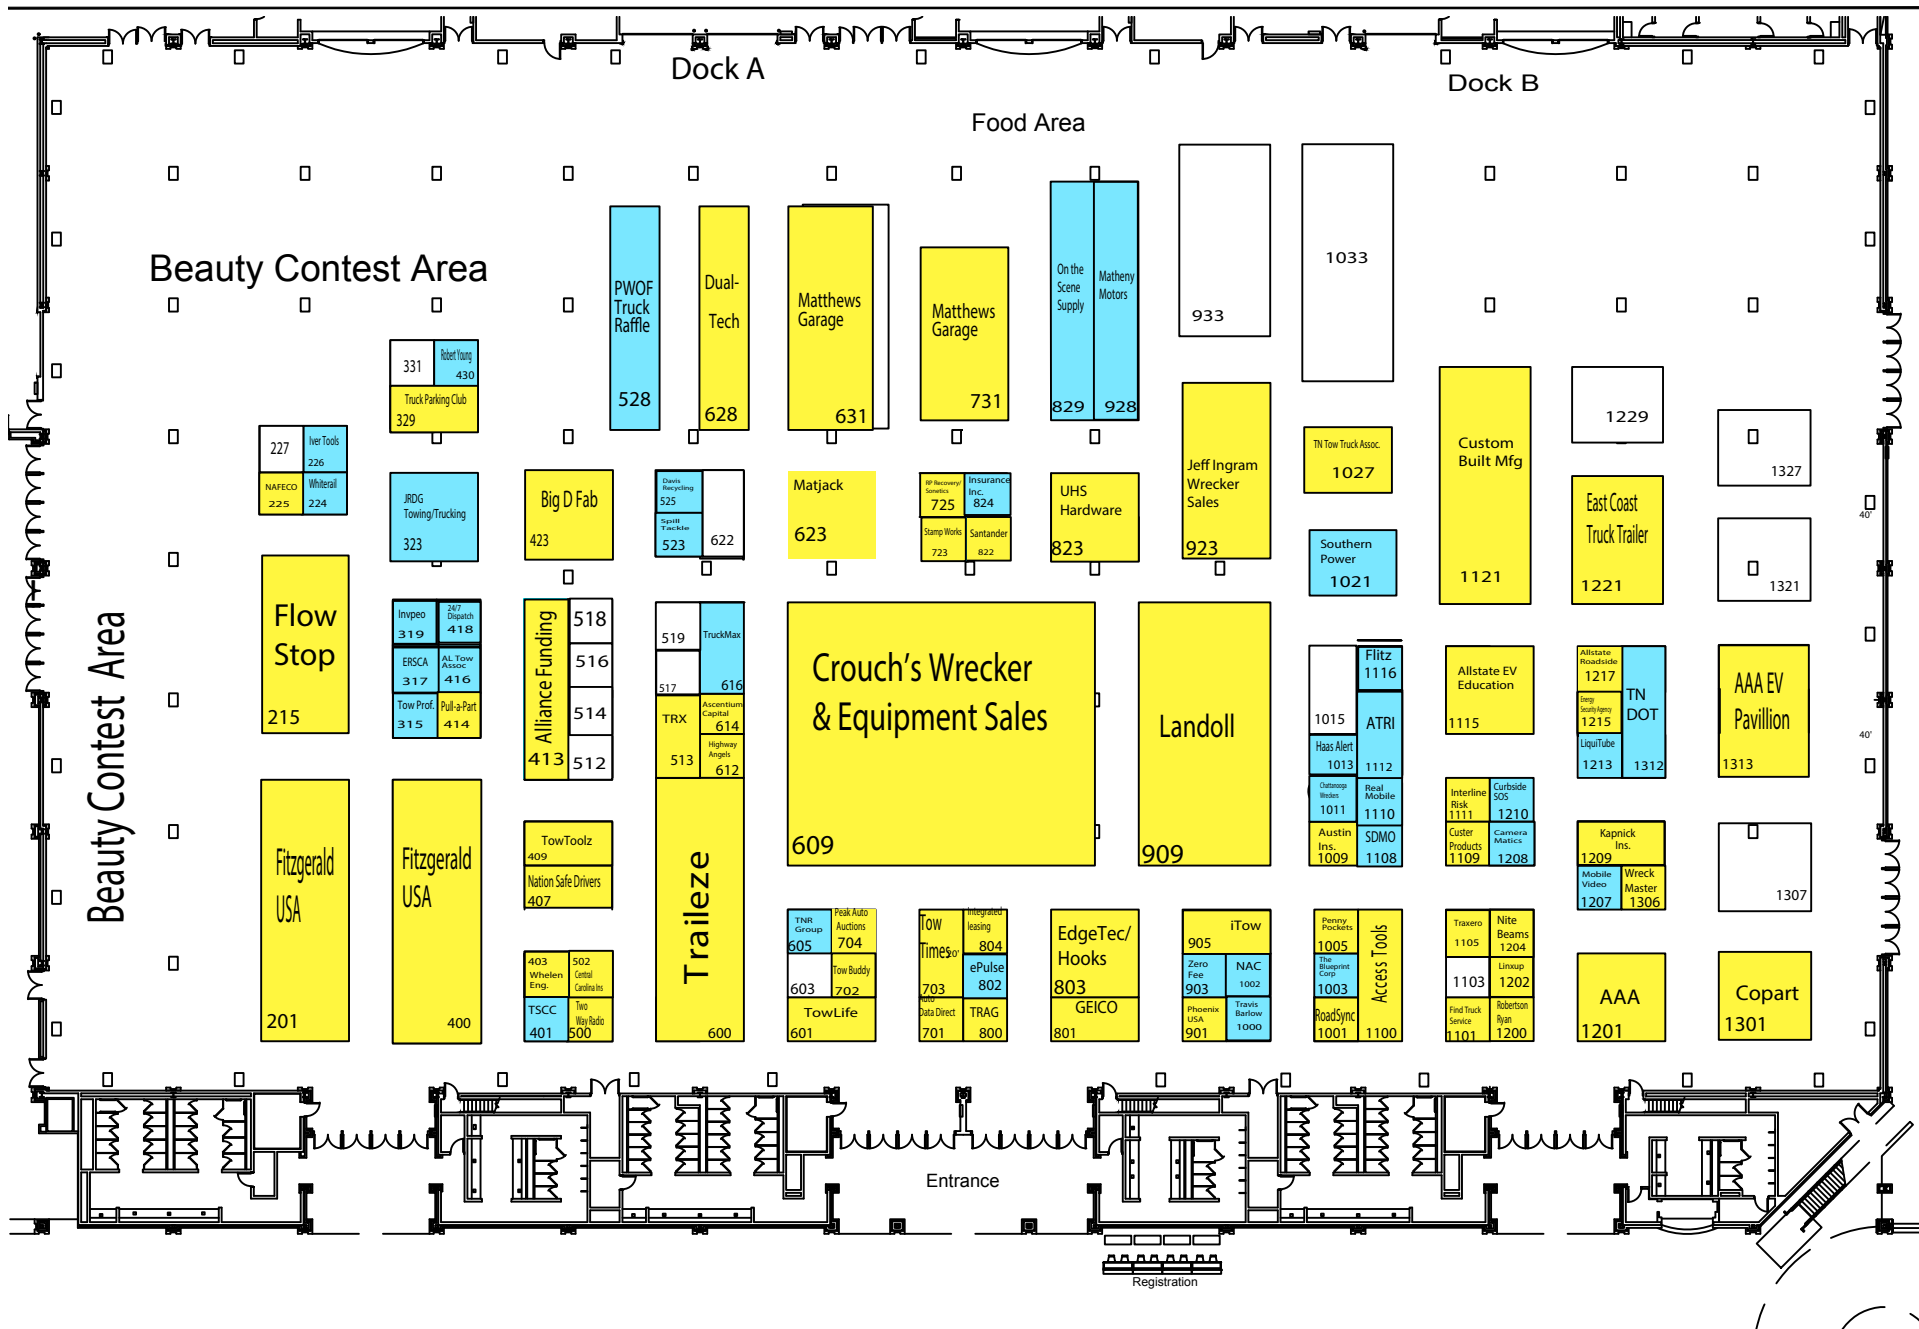 Dock A
Dock B
Food Area
Beauty Contest Area
Beauty Contest Area
933
1033
PWOF
Truck
Raffle
528
Dual-
Tech
628
Matthews
Garage
631
Matthews
Garage
731
On the
Scene
Supply
829
Matheny
Motors
928
331
Robert Young
430
Truck Parking Club
329
227
Iver Tools
226
NAFECO
225
Whiterail
224
JRDG
Towing/Trucking
323
Big D Fab
423
Davis
Recycling
525
Spill
Tackle
523
622
Matjack
623
RP Recovery/
Sonetics
725
Insurance
Inc.
824
Stamp Works
723
Santander
822
UHS
Hardware
823
Jeff Ingram
Wrecker
Sales
923
TN Tow Truck Assoc.
1027
Southern
Power
1021
Custom
Built Mfg
1121
1229
East Coast
Truck Trailer
1221
1327
40'
1321
Flow
Stop
215
Invpeo
319
24/7
Dispatch
418
ERSCA
317
AL Tow
Assoc
416
Tow Prof.
315
Pull-a-Part
414
Alliance Funding
413
518
516
514
512
519
517
TruckMax
616
TRX
513
Ascentium
Capital
614
Highway
Angels
612
Crouch's Wrecker
& Equipment Sales
609
Landoll
909
1015
Flitz
1116
ATRI
1112
Haas Alert
1013
Chattanooga
Wreckers
1011
Real
Mobile
1110
Austin
Ins.
1009
SDMO
1108
Allstate EV
Education
1115
Allstate
Roadside
1217
Energy
Security Agency
1215
LiquiTube
1213
TN
DOT
1312
AAA EV
Pavillion
1313
40'
Interline
Risk
1111
Curbside
SOS
1210
Custer
Products
1109
Camera
Matics
1208
Kapnick
Ins.
1209
Mobile
Video
1207
Wreck
Master
1306
1307
Fitzgerald
USA
201
Fitzgerald
USA
400
TowToolz
409
Nation Safe Drivers
407
403
Whelen
Eng.
502
Central
Carolina Ins
TSCC
401
Two
Way Radio
500
Traileze
600
TNR
Group
605
Peak Auto
Auctions
704
603
Tow Buddy
702
TowLife
601
Tow
Times
20'
703
Integrated
leasing
804
ePulse
802
Auto
Data Direct
701
TRAG
800
EdgeTec/
Hooks
803
GEICO
801
iTow
905
Zero
Fee
903
NAC
1002
Phoenix
USA
901
Travis
Barlow
1000
Penny
Pockets
1005
The
Blueprint
Corp
1003
RoadSync
1001
Access Tools
1100
Traxero
1105
Nite
Beams
1204
1103
Linxup
1202
Find Truck
Service
1101
Robertson
Ryan
1200
AAA
1201
Copart
1301
Entrance
Registration